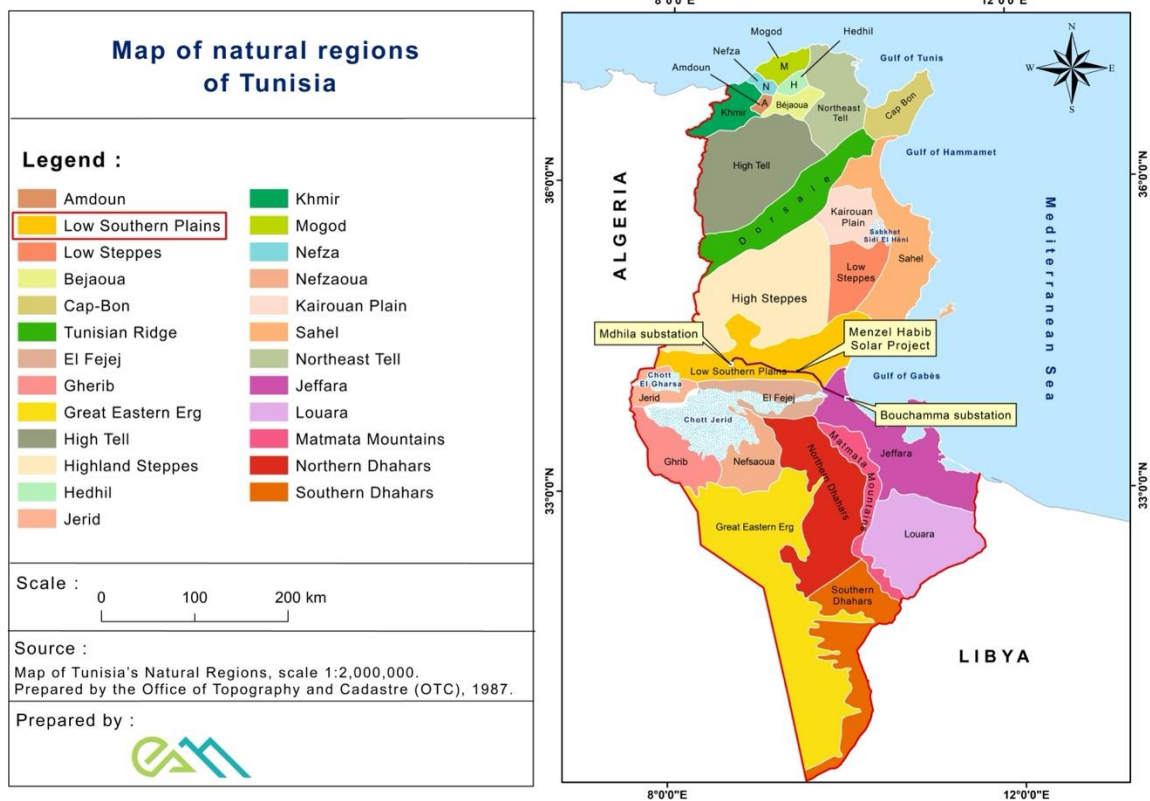 Map of natural regions
of Tunisia
Legend :
Amdoun
Low Southern Plains
Low Steppes
Bejaoua
Cap-Bon
Tunisian Ridge
El Fejej
Gherib
Great Eastern Erg
High Tell
Highland Steppes
Hedhil
Jerid
Khmir
Mogod
Nefza
Nefzaoua
Kairouan Plain
Sahel
Northeast Tell
Jeffara
Louara
Matmata Mountains
Northern Dhahars
Southern Dhahars
Scale :
0 100 200 km
Source :
Map of Tunisia's Natural Regions, scale 1:2,000,000.
Prepared by the Office of Topography and Cadastre (OTC), 1987.
Prepared by :
8°0'0"E 12°0'0"E
Mogod
Hedhil
Nefza
Amdoun
M
N
H
A
Khmir
Béjaoua
Northeast
Tell
Cap Bon
Gulf of Tunis
N
W E
S
High Tell
Gulf of Hammamet
36°0'0"N
36°0'0"N
ALGERIA
Dorsale
Kairouan
Plain
Sabkhet
Sidi El Héni
Sahel
Low
Steppes
High Steppes
Mediterranean Sea
Mdhila substation
Menzel Habib
Solar Project
Low Southern Plains
Gulf of Gabès
Chott
El Gharsa
Jerid
El Fejej
Bouchamma substation
Chott Jerid
Ghrib
Nefsaoua
Northern Dhahars
Matmata Mountains
Jeffara
33°0'0"N
33°0'0"N
Great Eastern Erg
Louara
Southern
Dhahars
LIBYA
8°0'0"E 12°0'0"E